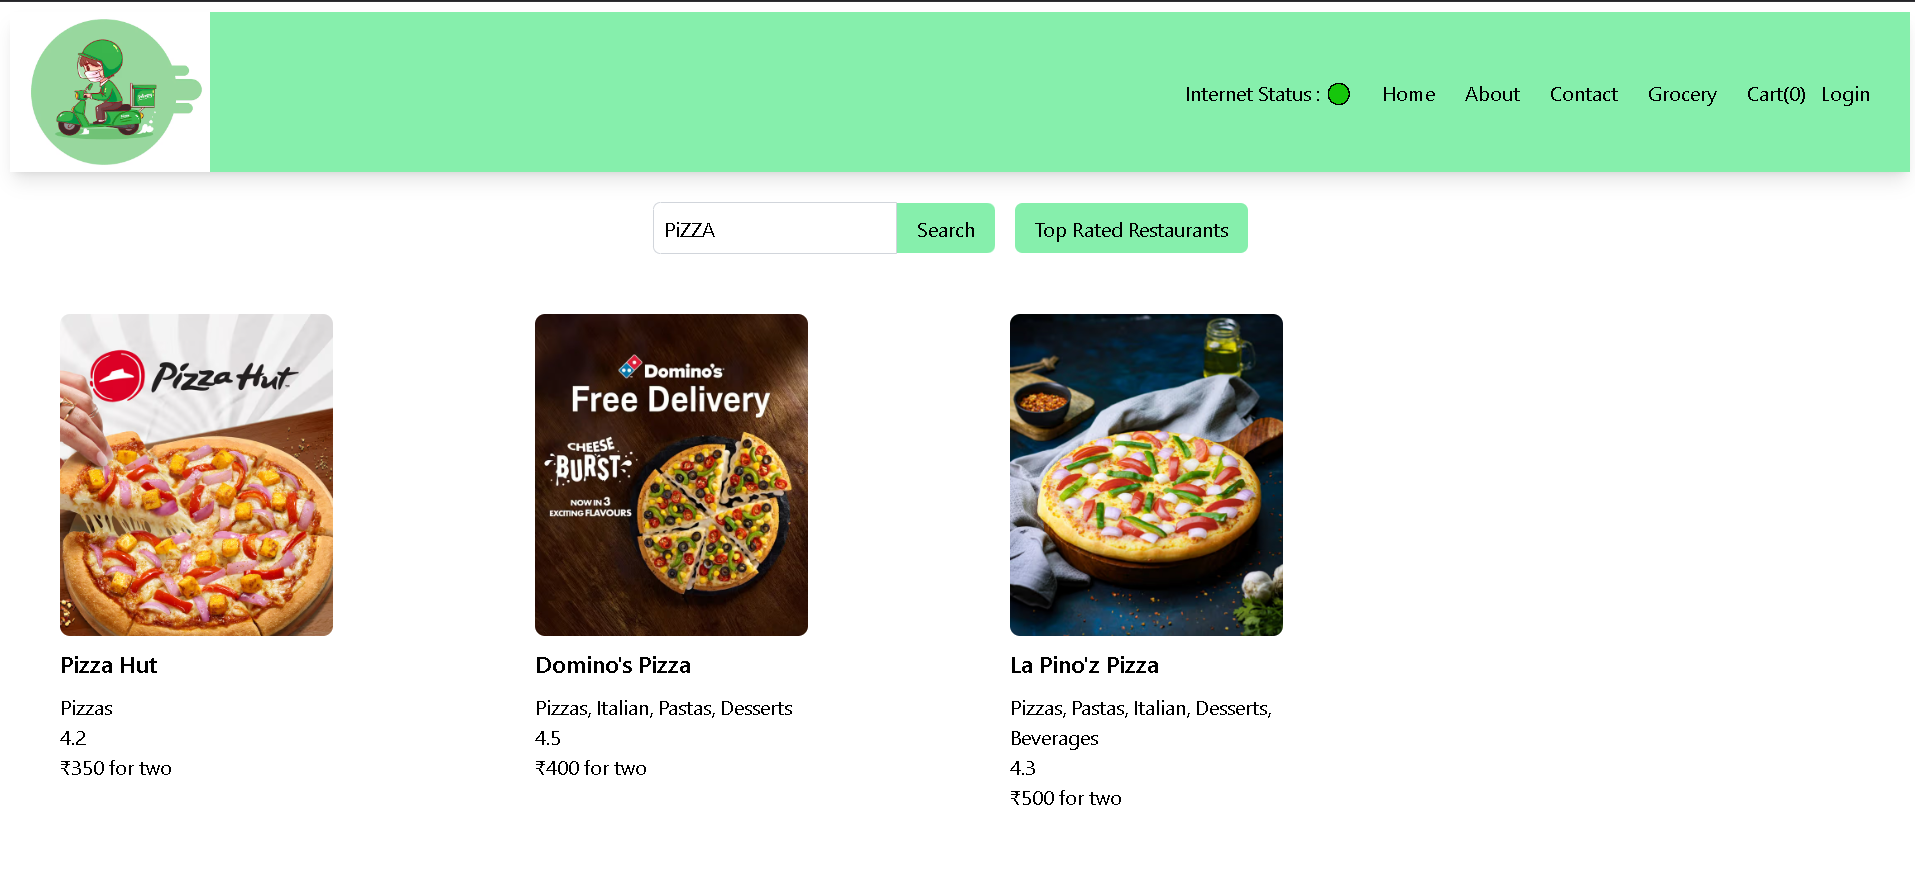 Internet Status : Home About Contact Grocery Cart(0) Login
PiZZA Search Top Rated Restaurants
Pizza Hut
Domino's
Free Delivery
CHEESE
BURST
NOW IN 3
EXCITING FLAVOURS
Pizza Hut
Pizzas
4.2
₹350 for two
Domino's Pizza
Pizzas, Italian, Pastas, Desserts
4.5
₹400 for two
La Pino'z Pizza
Pizzas, Pastas, Italian, Desserts,
Beverages
4.3
₹500 for two